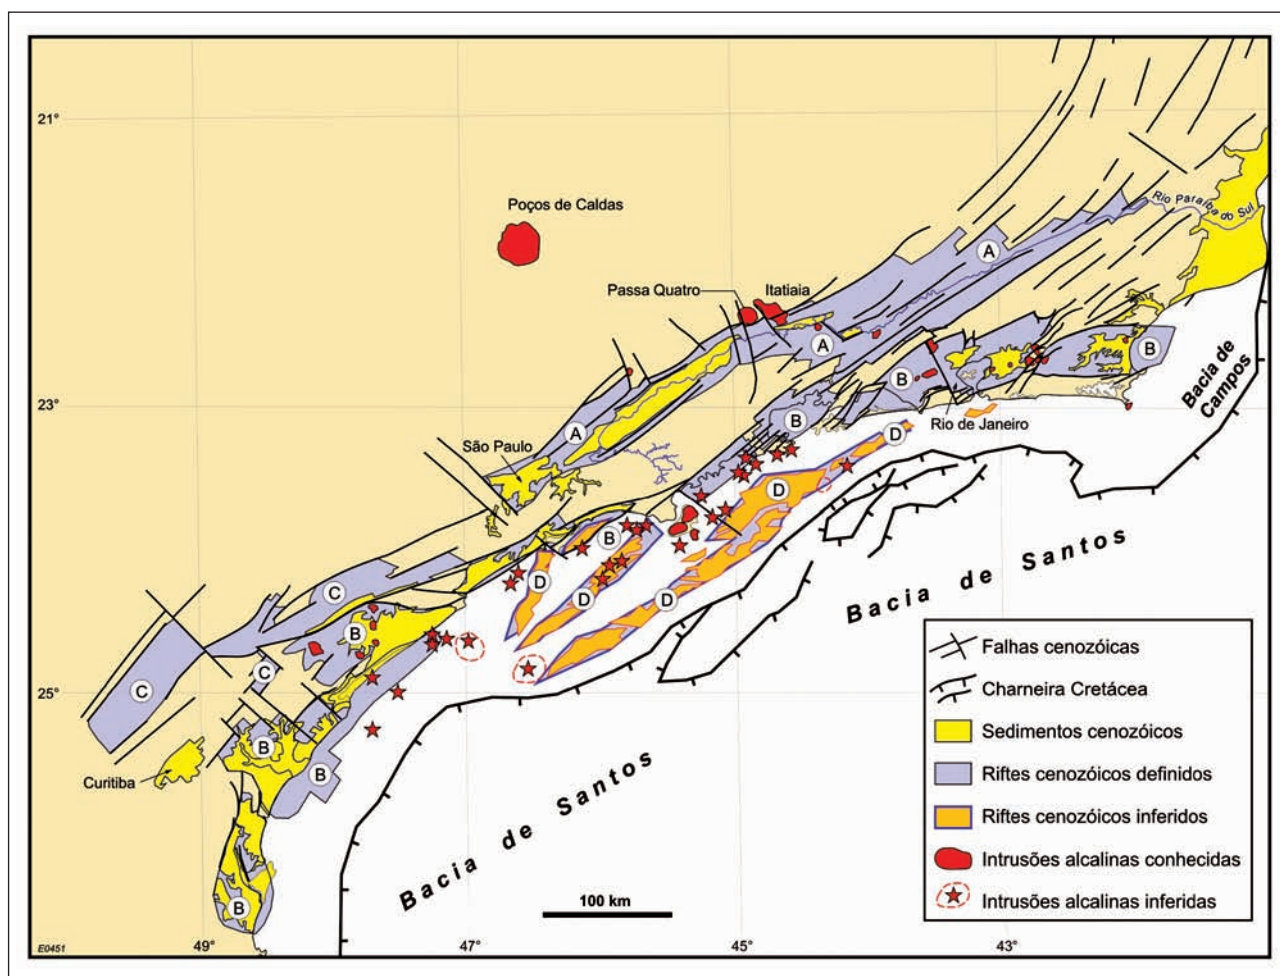 21°
Poços de Caldas
Rio Paraíba do Sul
A
Passa Quatro
Itatiaia
A
B
B
Bacia de
Campos
23°
A
B
Rio de Janeiro
São Paulo
D
D
B
D
D
D
C
B
C
C
25°
B
B
Curitiba
B
Bacia de Santos
Bacia de Santos
Falhas cenozóicas
Charneira Cretácea
Sedimentos cenozóicos
Riftes cenozóicos definidos
Riftes cenozóicos inferidos
Intrusões alcalinas conhecidas
Intrusões alcalinas inferidas
100 km
E0451
49°
47°
45°
43°